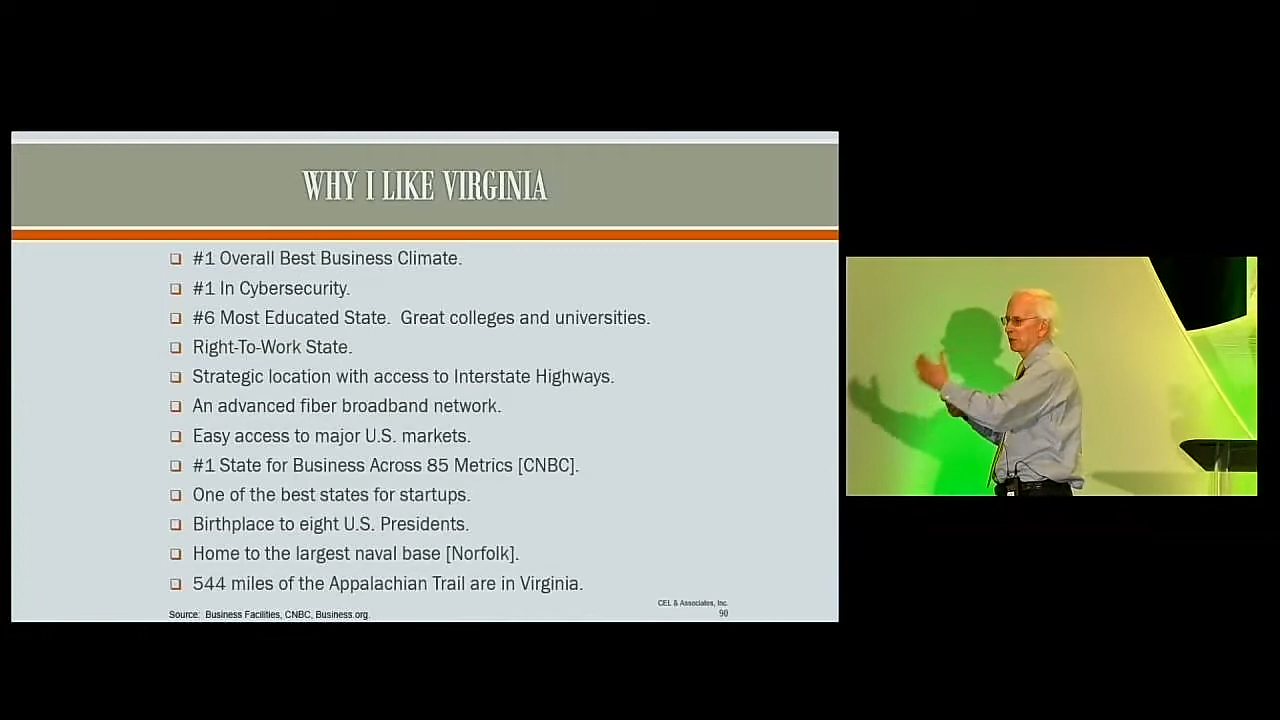 WHY I LIKE VIRGINIA
❑ #1 Overall Best Business Climate.
❑ #1 In Cybersecurity.
❑ #6 Most Educated State.  Great colleges and universities.
❑ Right-To-Work State.
❑ Strategic location with access to Interstate Highways.
❑ An advanced fiber broadband network.
❑ Easy access to major U.S. markets.
❑ #1 State for Business Across 85 Metrics [CNBC].
❑ One of the best states for startups.
❑ Birthplace to eight U.S. Presidents.
❑ Home to the largest naval base [Norfolk].
❑ 544 miles of the Appalachian Trail are in Virginia.
Source:  Business Facilities, CNBC, Business.org.
CEL & Associates, Inc.
90